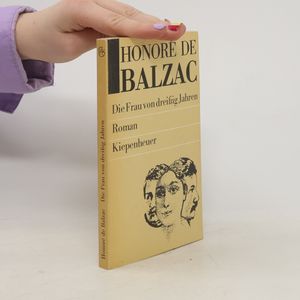 HONORÉ DE
BALZAC
Die Frau von dreißig Jahren
Roman
Kiepenheuer
Honoré de Balzac Die Frau von dreißig Jahren